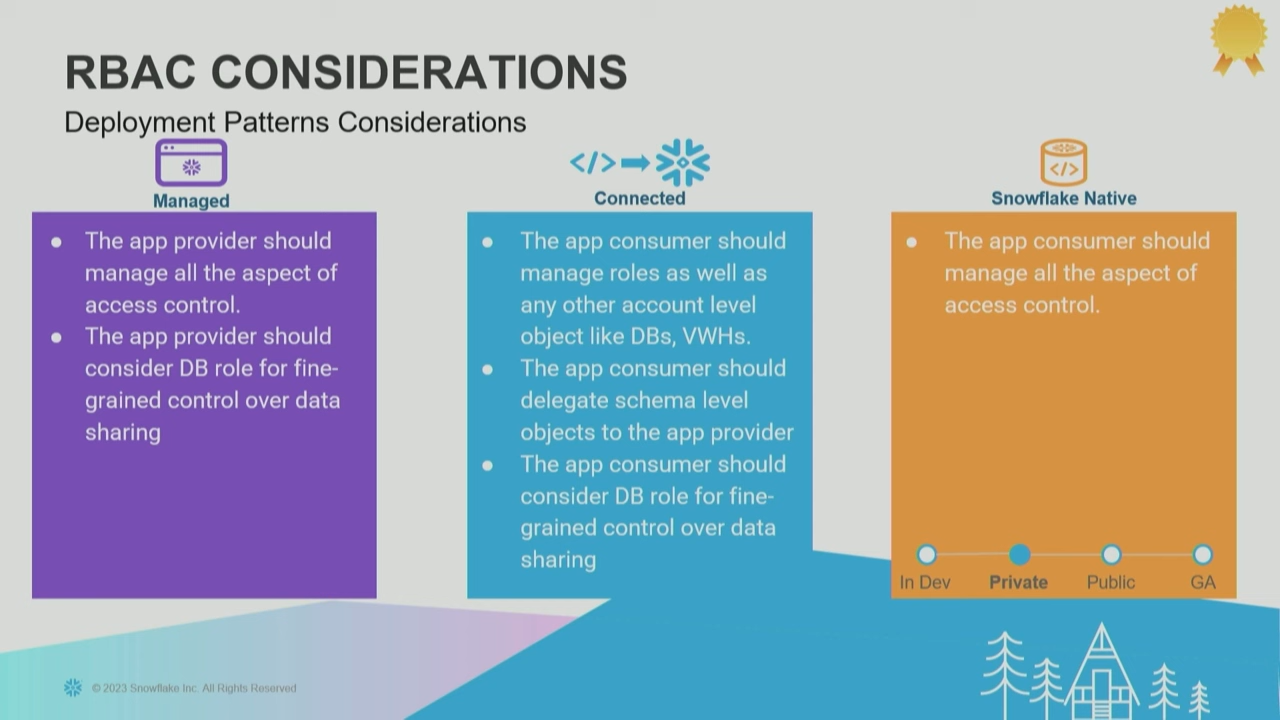 RBAC CONSIDERATIONS
Deployment Patterns Considerations
Managed
The app provider should
manage all the aspect of
access control.
The app provider should
consider DB role for fine-
grained control over data
sharing
</>
Connected
The app consumer should
manage roles as well as
any other account level
object like DBs, VWHs.
The app consumer should
delegate schema level
objects to the app provider
The app consumer should
consider DB role for fine-
grained control over data
sharing
</>
Snowflake Native
The app consumer should
manage all the aspect of
access control.
In Dev
Private
Public
GA
© 2023 Snowflake Inc. All Rights Reserved